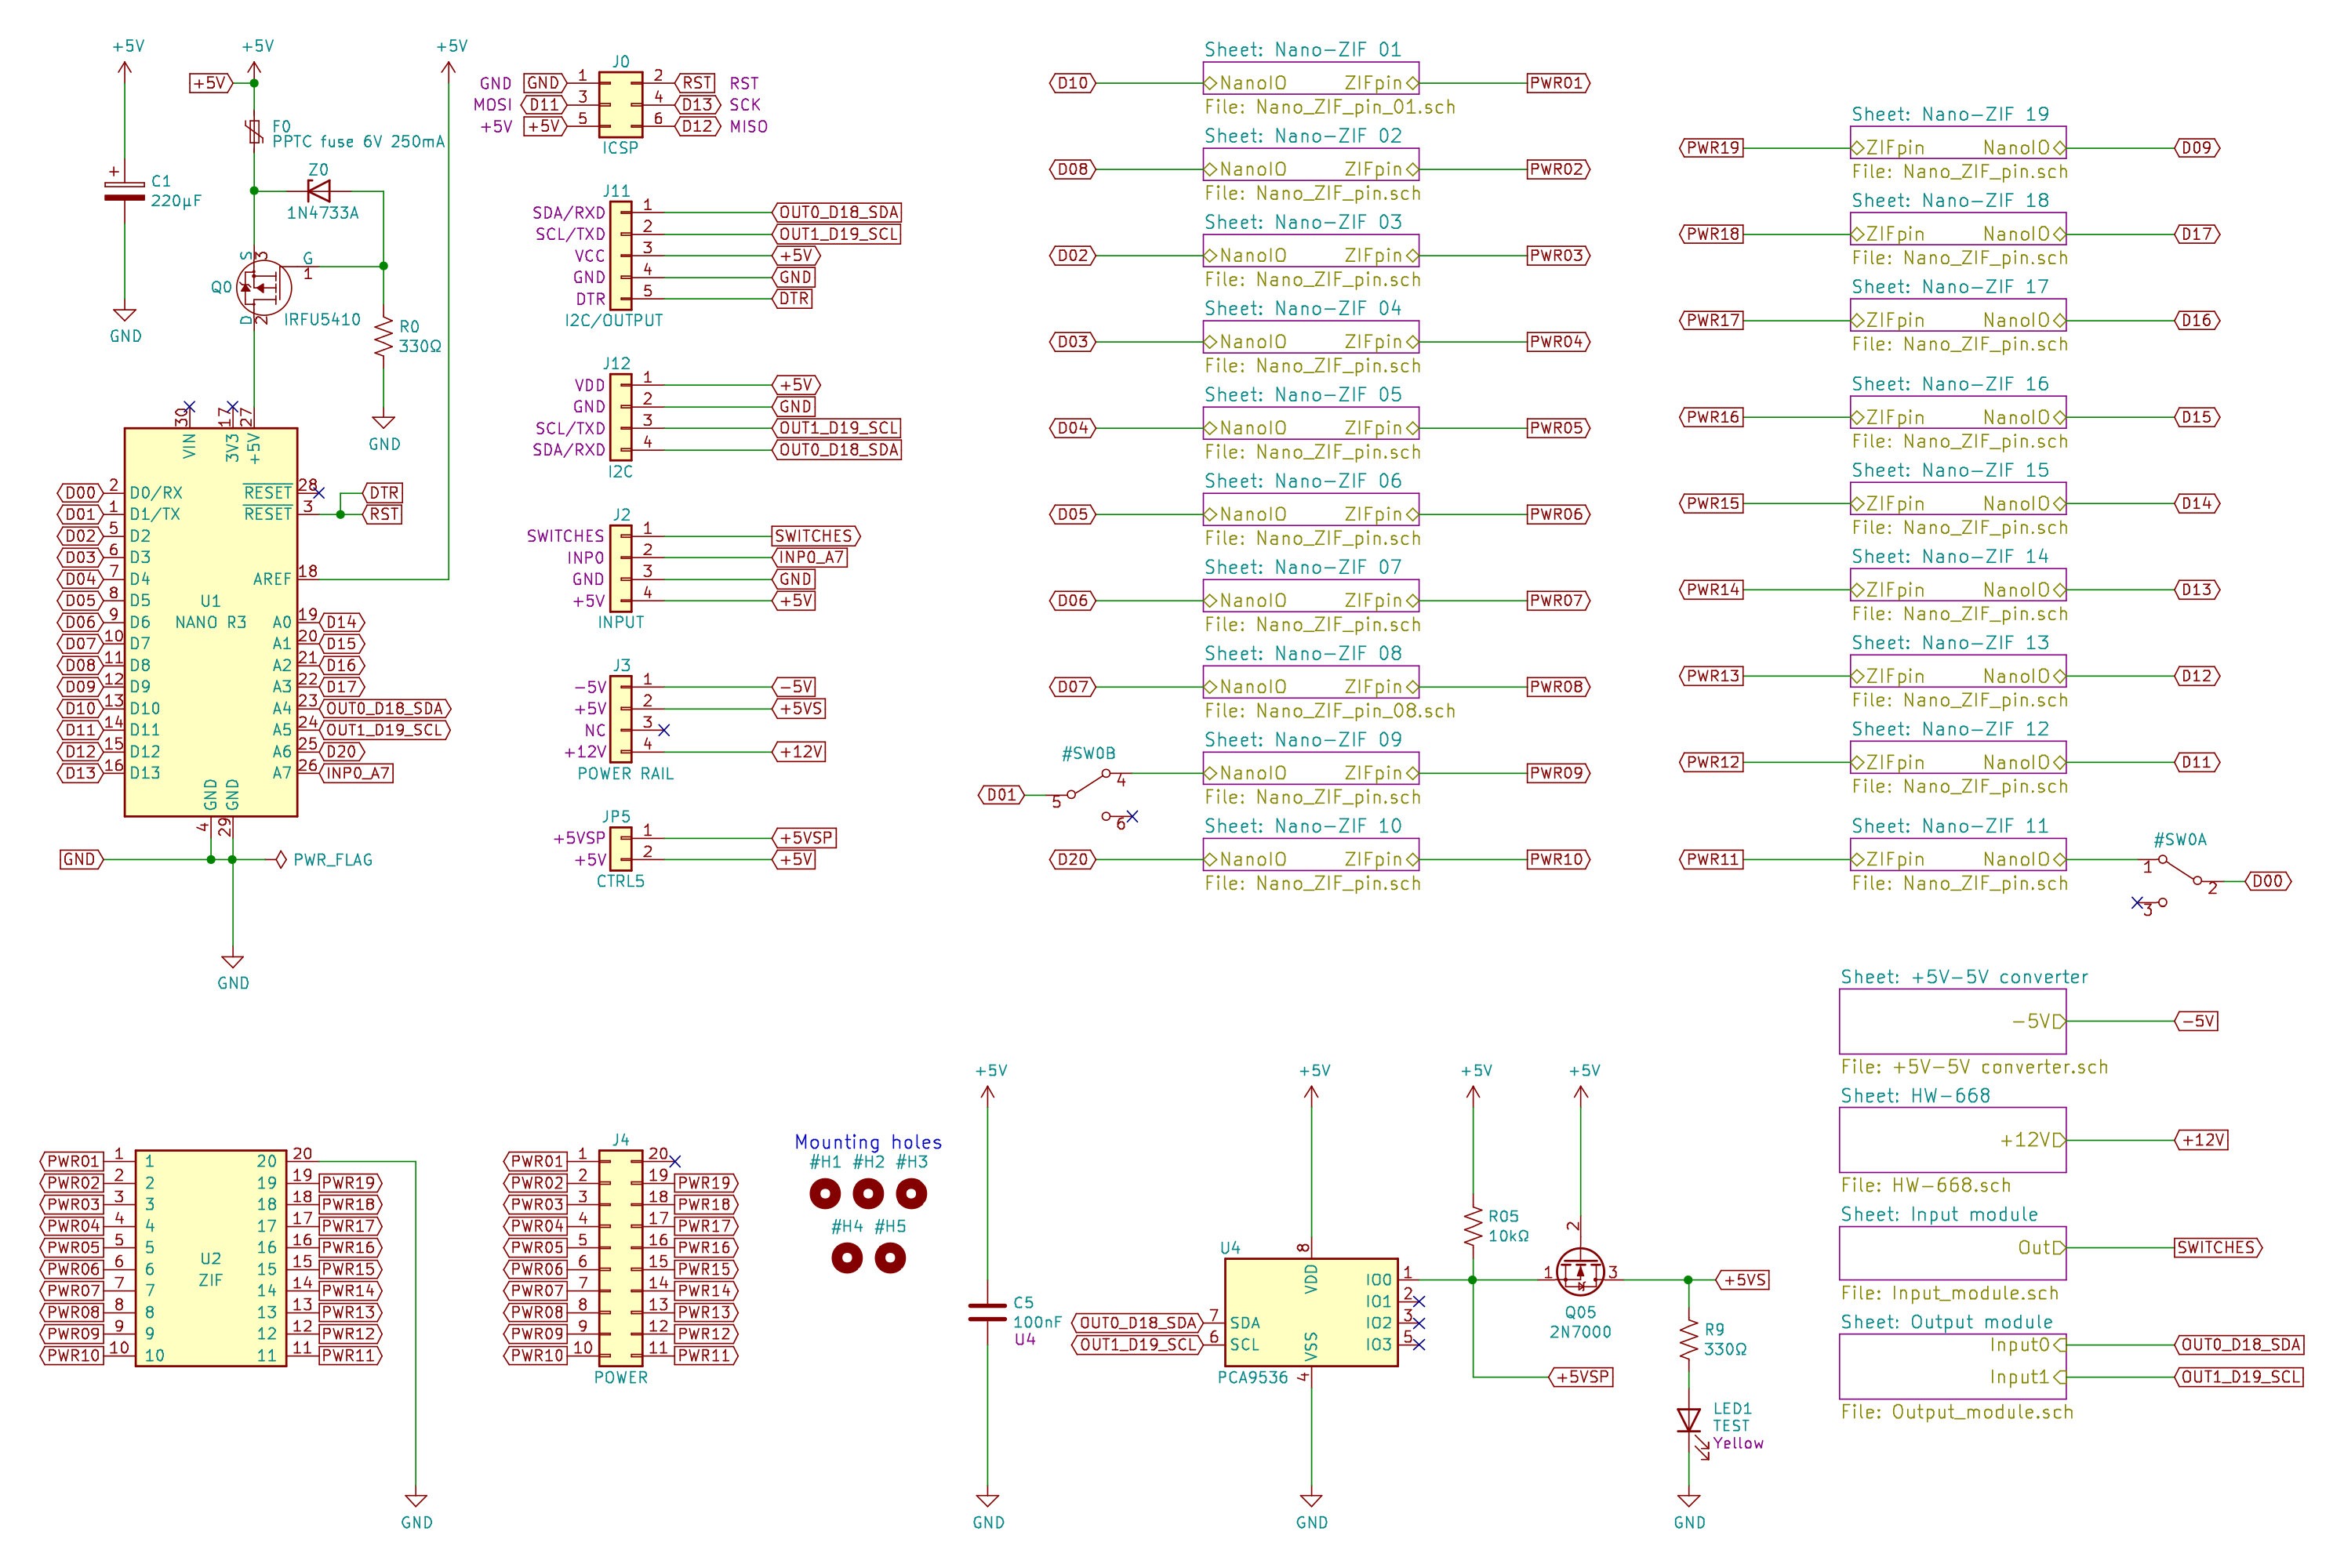 +5V
+5V
+5V
+5V
F0
PPTC fuse 6V 250mA
Z0
1N4733A
C1
220µF
GND
S
3
G
1
Q0
D
2
IRFU5410
R0
330Ω
GND
30
17
27
VIN
3V3
+5V
D00 2 D0/RX RESET 28 DTR
D01 1 D1/TX RESET 3 RST
D02 5 D2
D03 6 D3
D04 7 D4 AREF 18
D05 8 D5
U1
NANO R3
D06 9 D6 A0 19 D14
D07 10 D7 A1 20 D15
D08 11 D8 A2 21 D16
D09 12 D9 A3 22 D17
D10 13 D10 A4 23 OUT0_D18_SDA
D11 14 D11 A5 24 OUT1_D19_SCL
D12 15 D12 A6 25 D20
D13 16 D13 A7 26 INP0_A7
GND
GND
4
29
GND
PWR_FLAG
GND
J0
GND GND 1 2 RST RST
MOSI D11 3 4 D13 SCK
+5V +5V 5 6 D12 MISO
ICSP
J11
SDA/RXD 1 OUT0_D18_SDA
SCL/TXD 2 OUT1_D19_SCL
VCC 3 +5V
GND 4 GND
DTR 5 DTR
I2C/OUTPUT
J12
VDD 1 +5V
GND 2 GND
SCL/TXD 3 OUT1_D19_SCL
SDA/RXD 4 OUT0_D18_SDA
I2C
J2
SWITCHES 1 SWITCHES
INP0 2 INP0_A7
GND 3 GND
+5V 4 +5V
INPUT
J3
-5V 1 -5V
+5V 2 +5VS
NC 3
+12V 4 +12V
POWER RAIL
JP5
+5VSP 1 +5VSP
+5V 2 +5V
CTRL5
Sheet: Nano-ZIF 01
D10 NanoIO ZIFpin PWR01
File: Nano_ZIF_pin_01.sch
Sheet: Nano-ZIF 02
D08 NanoIO ZIFpin PWR02
File: Nano_ZIF_pin.sch
Sheet: Nano-ZIF 03
D02 NanoIO ZIFpin PWR03
File: Nano_ZIF_pin.sch
Sheet: Nano-ZIF 04
D03 NanoIO ZIFpin PWR04
File: Nano_ZIF_pin.sch
Sheet: Nano-ZIF 05
D04 NanoIO ZIFpin PWR05
File: Nano_ZIF_pin.sch
Sheet: Nano-ZIF 06
D05 NanoIO ZIFpin PWR06
File: Nano_ZIF_pin.sch
Sheet: Nano-ZIF 07
D06 NanoIO ZIFpin PWR07
File: Nano_ZIF_pin.sch
Sheet: Nano-ZIF 08
D07 NanoIO ZIFpin PWR08
File: Nano_ZIF_pin_08.sch
Sheet: Nano-ZIF 09
#SW0B
D01 5 4 6
NanoIO ZIFpin PWR09
File: Nano_ZIF_pin.sch
Sheet: Nano-ZIF 10
D20 NanoIO ZIFpin PWR10
File: Nano_ZIF_pin.sch
Sheet: Nano-ZIF 19
PWR19 ZIFpin NanoIO D09
File: Nano_ZIF_pin.sch
Sheet: Nano-ZIF 18
PWR18 ZIFpin NanoIO D17
File: Nano_ZIF_pin.sch
Sheet: Nano-ZIF 17
PWR17 ZIFpin NanoIO D16
File: Nano_ZIF_pin.sch
Sheet: Nano-ZIF 16
PWR16 ZIFpin NanoIO D15
File: Nano_ZIF_pin.sch
Sheet: Nano-ZIF 15
PWR15 ZIFpin NanoIO D14
File: Nano_ZIF_pin.sch
Sheet: Nano-ZIF 14
PWR14 ZIFpin NanoIO D13
File: Nano_ZIF_pin.sch
Sheet: Nano-ZIF 13
PWR13 ZIFpin NanoIO D12
File: Nano_ZIF_pin.sch
Sheet: Nano-ZIF 12
PWR12 ZIFpin NanoIO D11
File: Nano_ZIF_pin.sch
Sheet: Nano-ZIF 11
PWR11 ZIFpin NanoIO
File: Nano_ZIF_pin.sch
#SW0A
1 2 3 D00
Sheet: +5V-5V converter
-5V -5V
File: +5V-5V converter.sch
Sheet: HW-668
+12V +12V
File: HW-668.sch
Sheet: Input module
Out SWITCHES
File: Input_module.sch
Sheet: Output module
Input0 OUT0_D18_SDA
Input1 OUT1_D19_SCL
File: Output_module.sch
PWR01 1 1 20 20
PWR02 2 2 19 19 PWR19
PWR03 3 3 18 18 PWR18
PWR04 4 4 17 17 PWR17
PWR05 5 5 16 16 PWR16
U2
ZIF
PWR06 6 6 15 15 PWR15
PWR07 7 7 14 14 PWR14
PWR08 8 8 13 13 PWR13
PWR09 9 9 12 12 PWR12
PWR10 10 10 11 11 PWR11
GND
J4
PWR01 1 20
PWR02 2 19 PWR19
PWR03 3 18 PWR18
PWR04 4 17 PWR17
PWR05 5 16 PWR16
PWR06 6 15 PWR15
PWR07 7 14 PWR14
PWR08 8 13 PWR13
PWR09 9 12 PWR12
PWR10 10 11 PWR11
POWER
Mounting holes
#H1 #H2 #H3
#H4 #H5
+5V
C5
100nF
U4
GND
+5V
U4
8
VDD
OUT0_D18_SDA 7 SDA
OUT1_D19_SCL 6 SCL
IO0 1
IO1 2
IO2 3
IO3 5
VSS
4
PCA9536
GND
+5V
R05
10kΩ
+5VSP
+5V
2
1 3
Q05
2N7000
+5VS
R9
330Ω
LED1
TEST
Yellow
GND